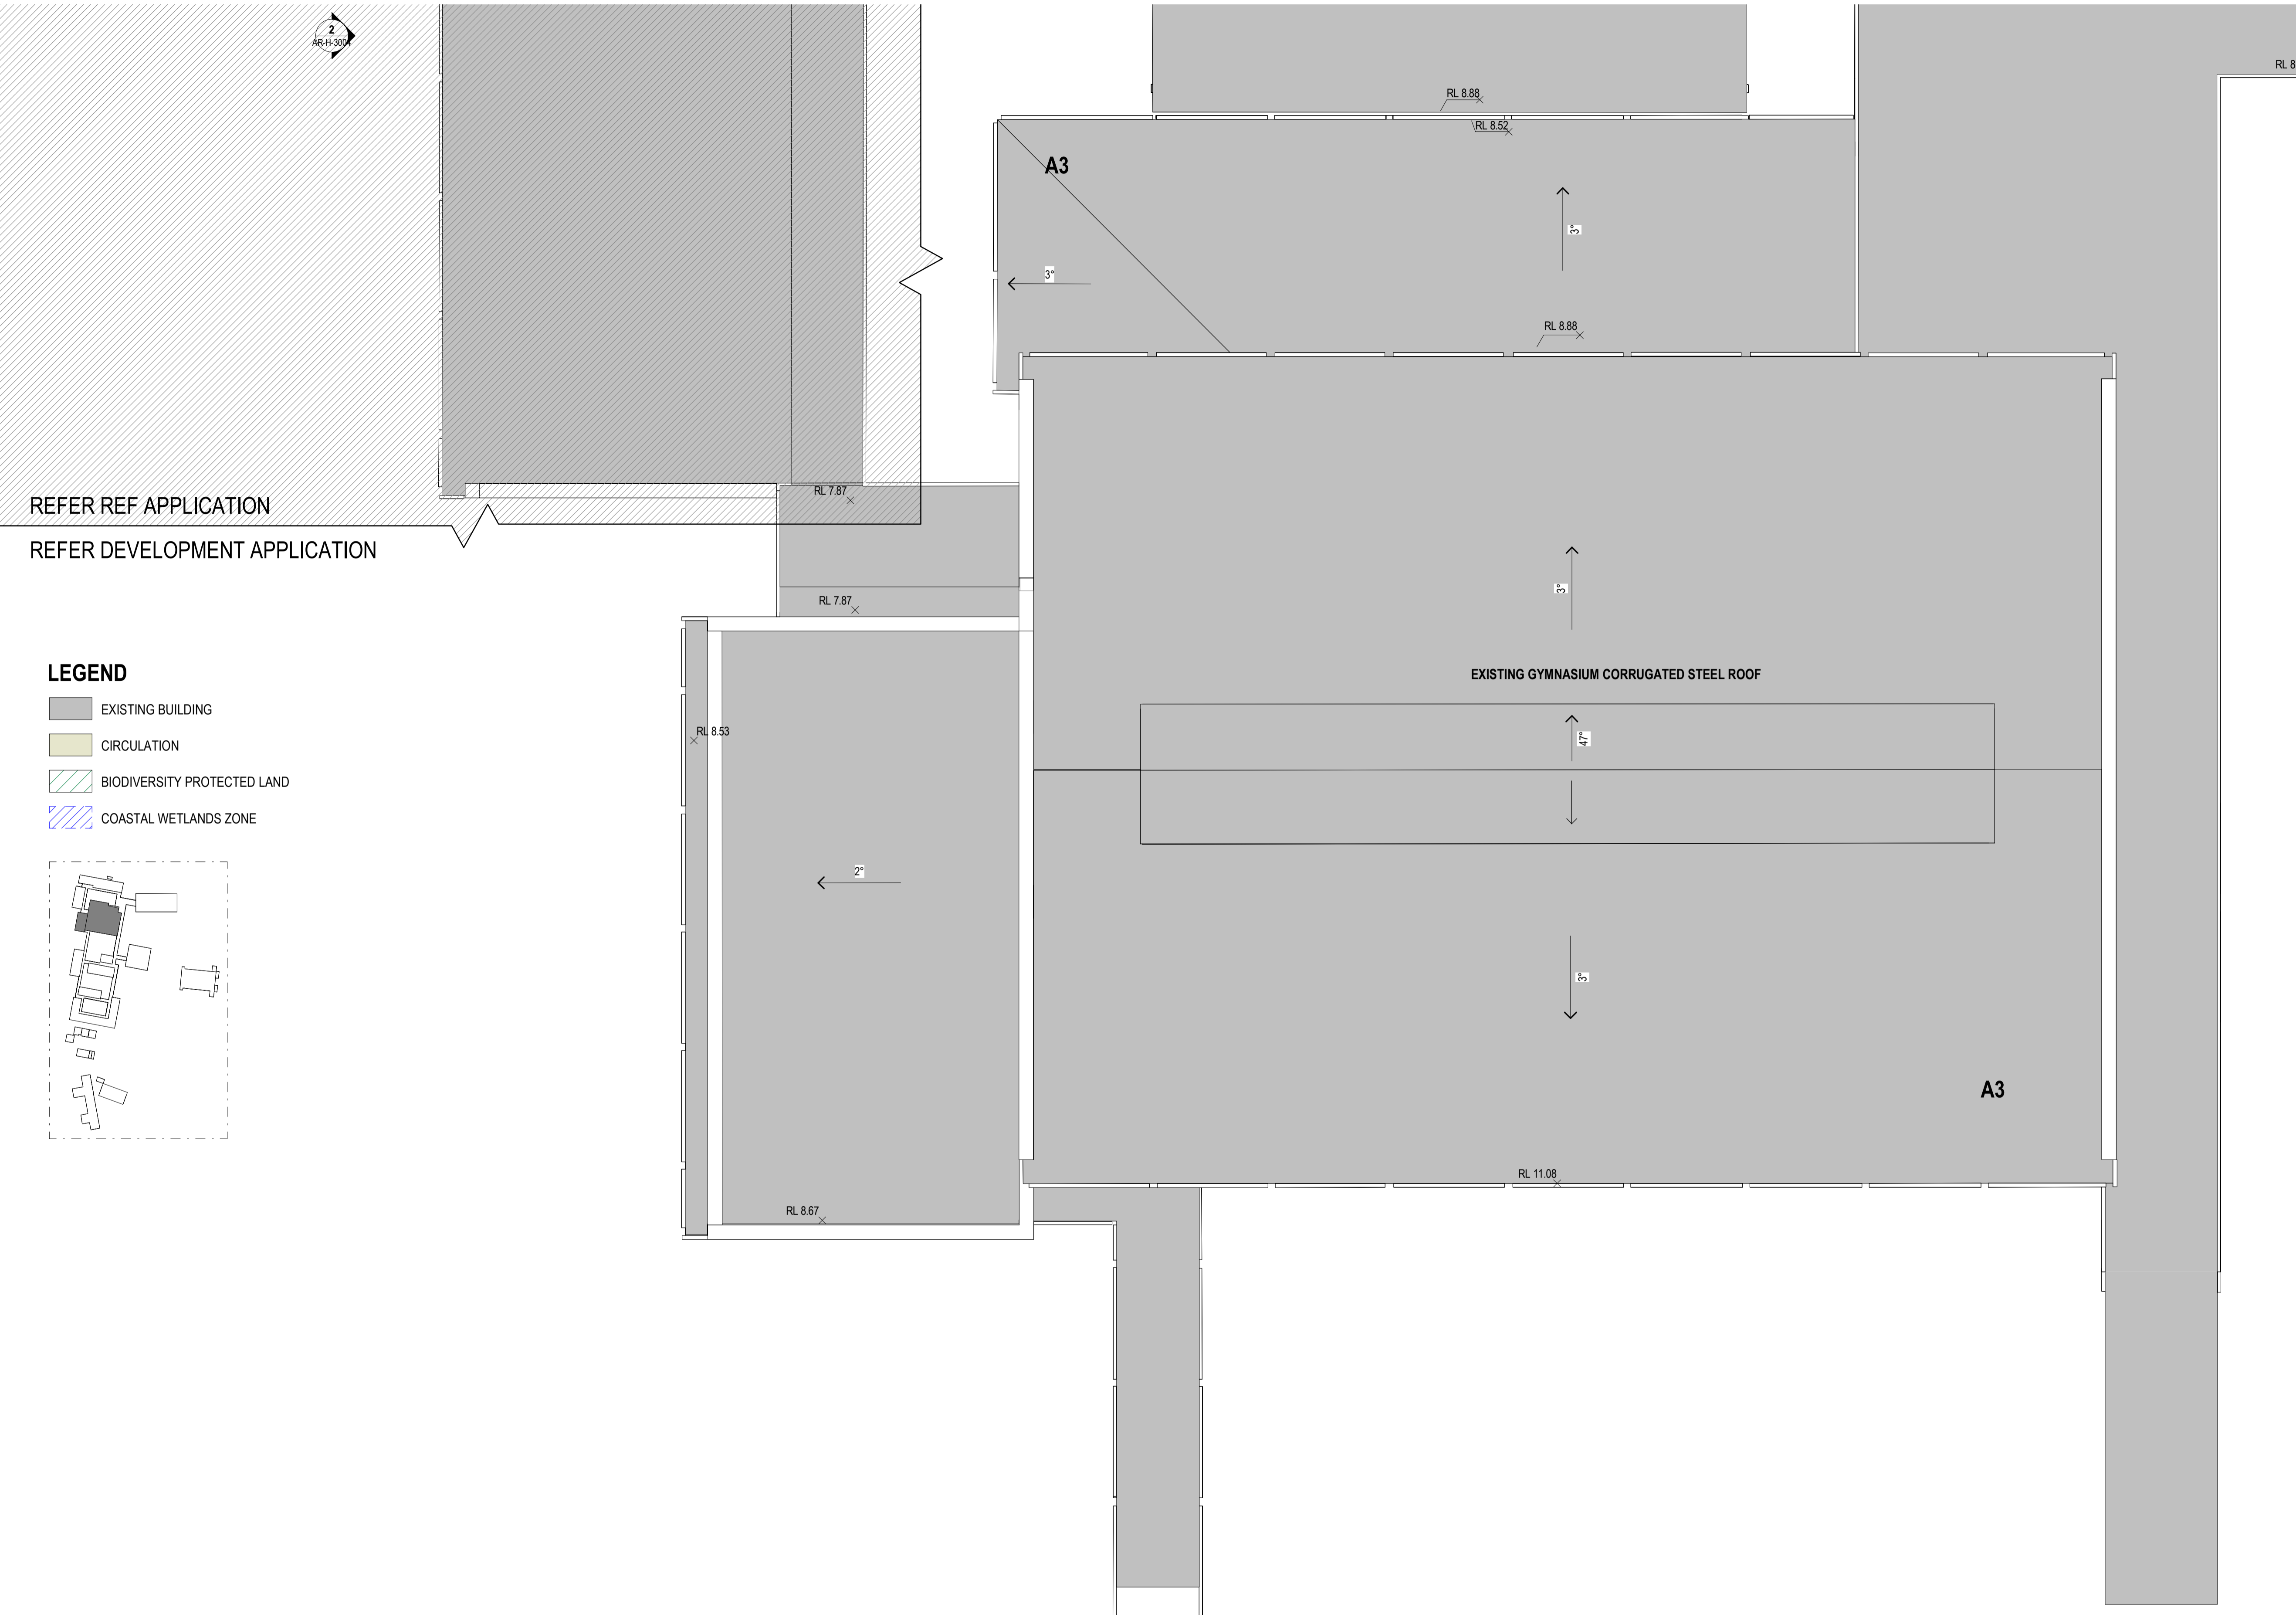 2
AR-H-3004
RL 8
RL 8.88
RL 8.52
A3
3°
3°
RL 8.88
RL 7.87
REFER REF APPLICATION
REFER DEVELOPMENT APPLICATION
3°
RL 7.87
LEGEND
EXISTING GYMNASIUM CORRUGATED STEEL ROOF
EXISTING BUILDING
RL 8.53
47°
CIRCULATION
BIODIVERSITY PROTECTED LAND
COASTAL WETLANDS ZONE
2°
3°
A3
RL 11.08
RL 8.67